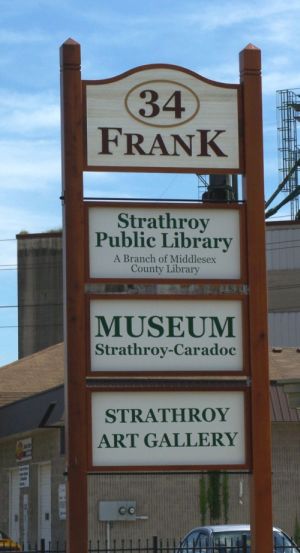 34
FRANK
Strathroy
Public Library
A Branch of Middlesex
County Library
MUSEUM
Strathroy-Caradoc
STRATHROY
ART GALLERY